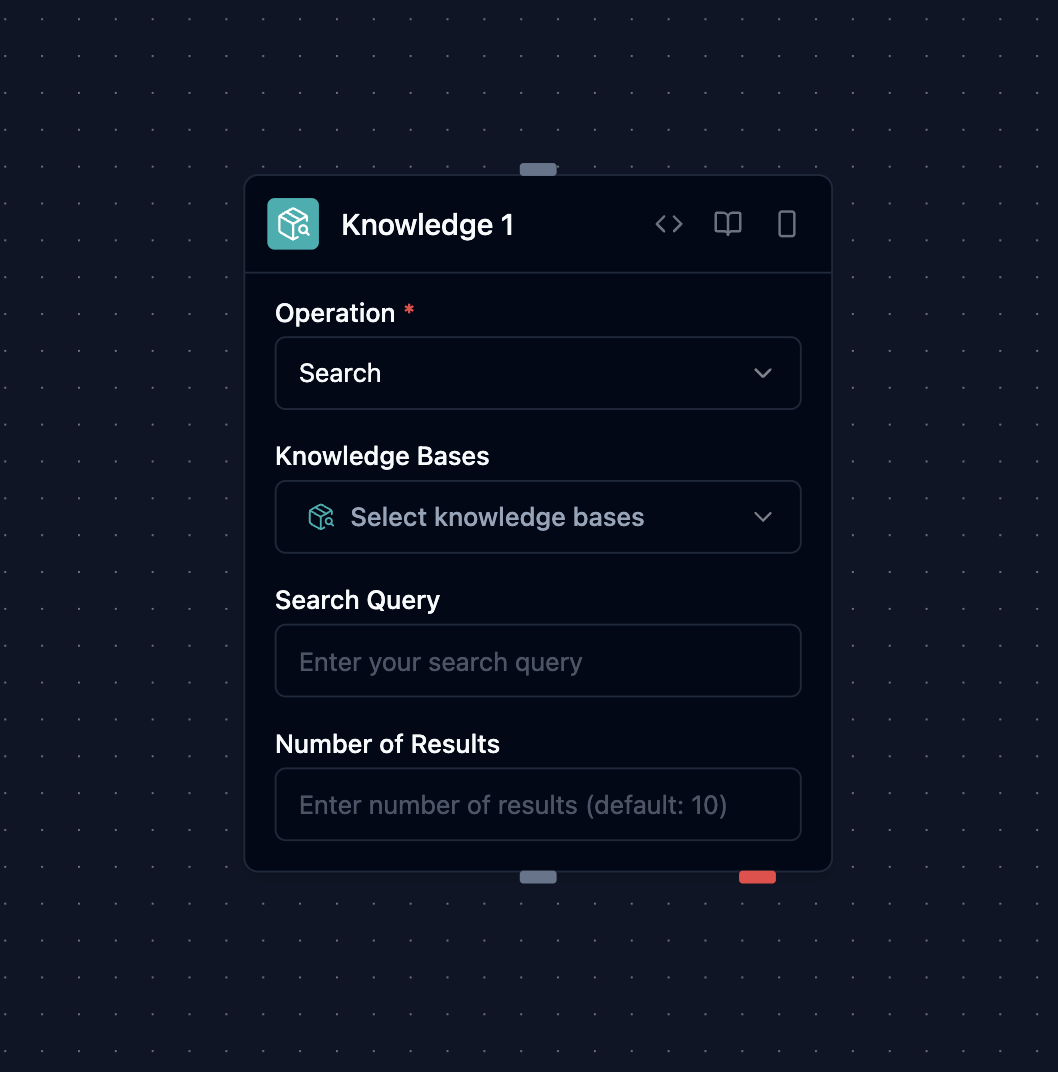 Knowledge 1
Operation *
Search
Knowledge Bases
Select knowledge bases
Search Query
Enter your search query
Number of Results
Enter number of results (default: 10)